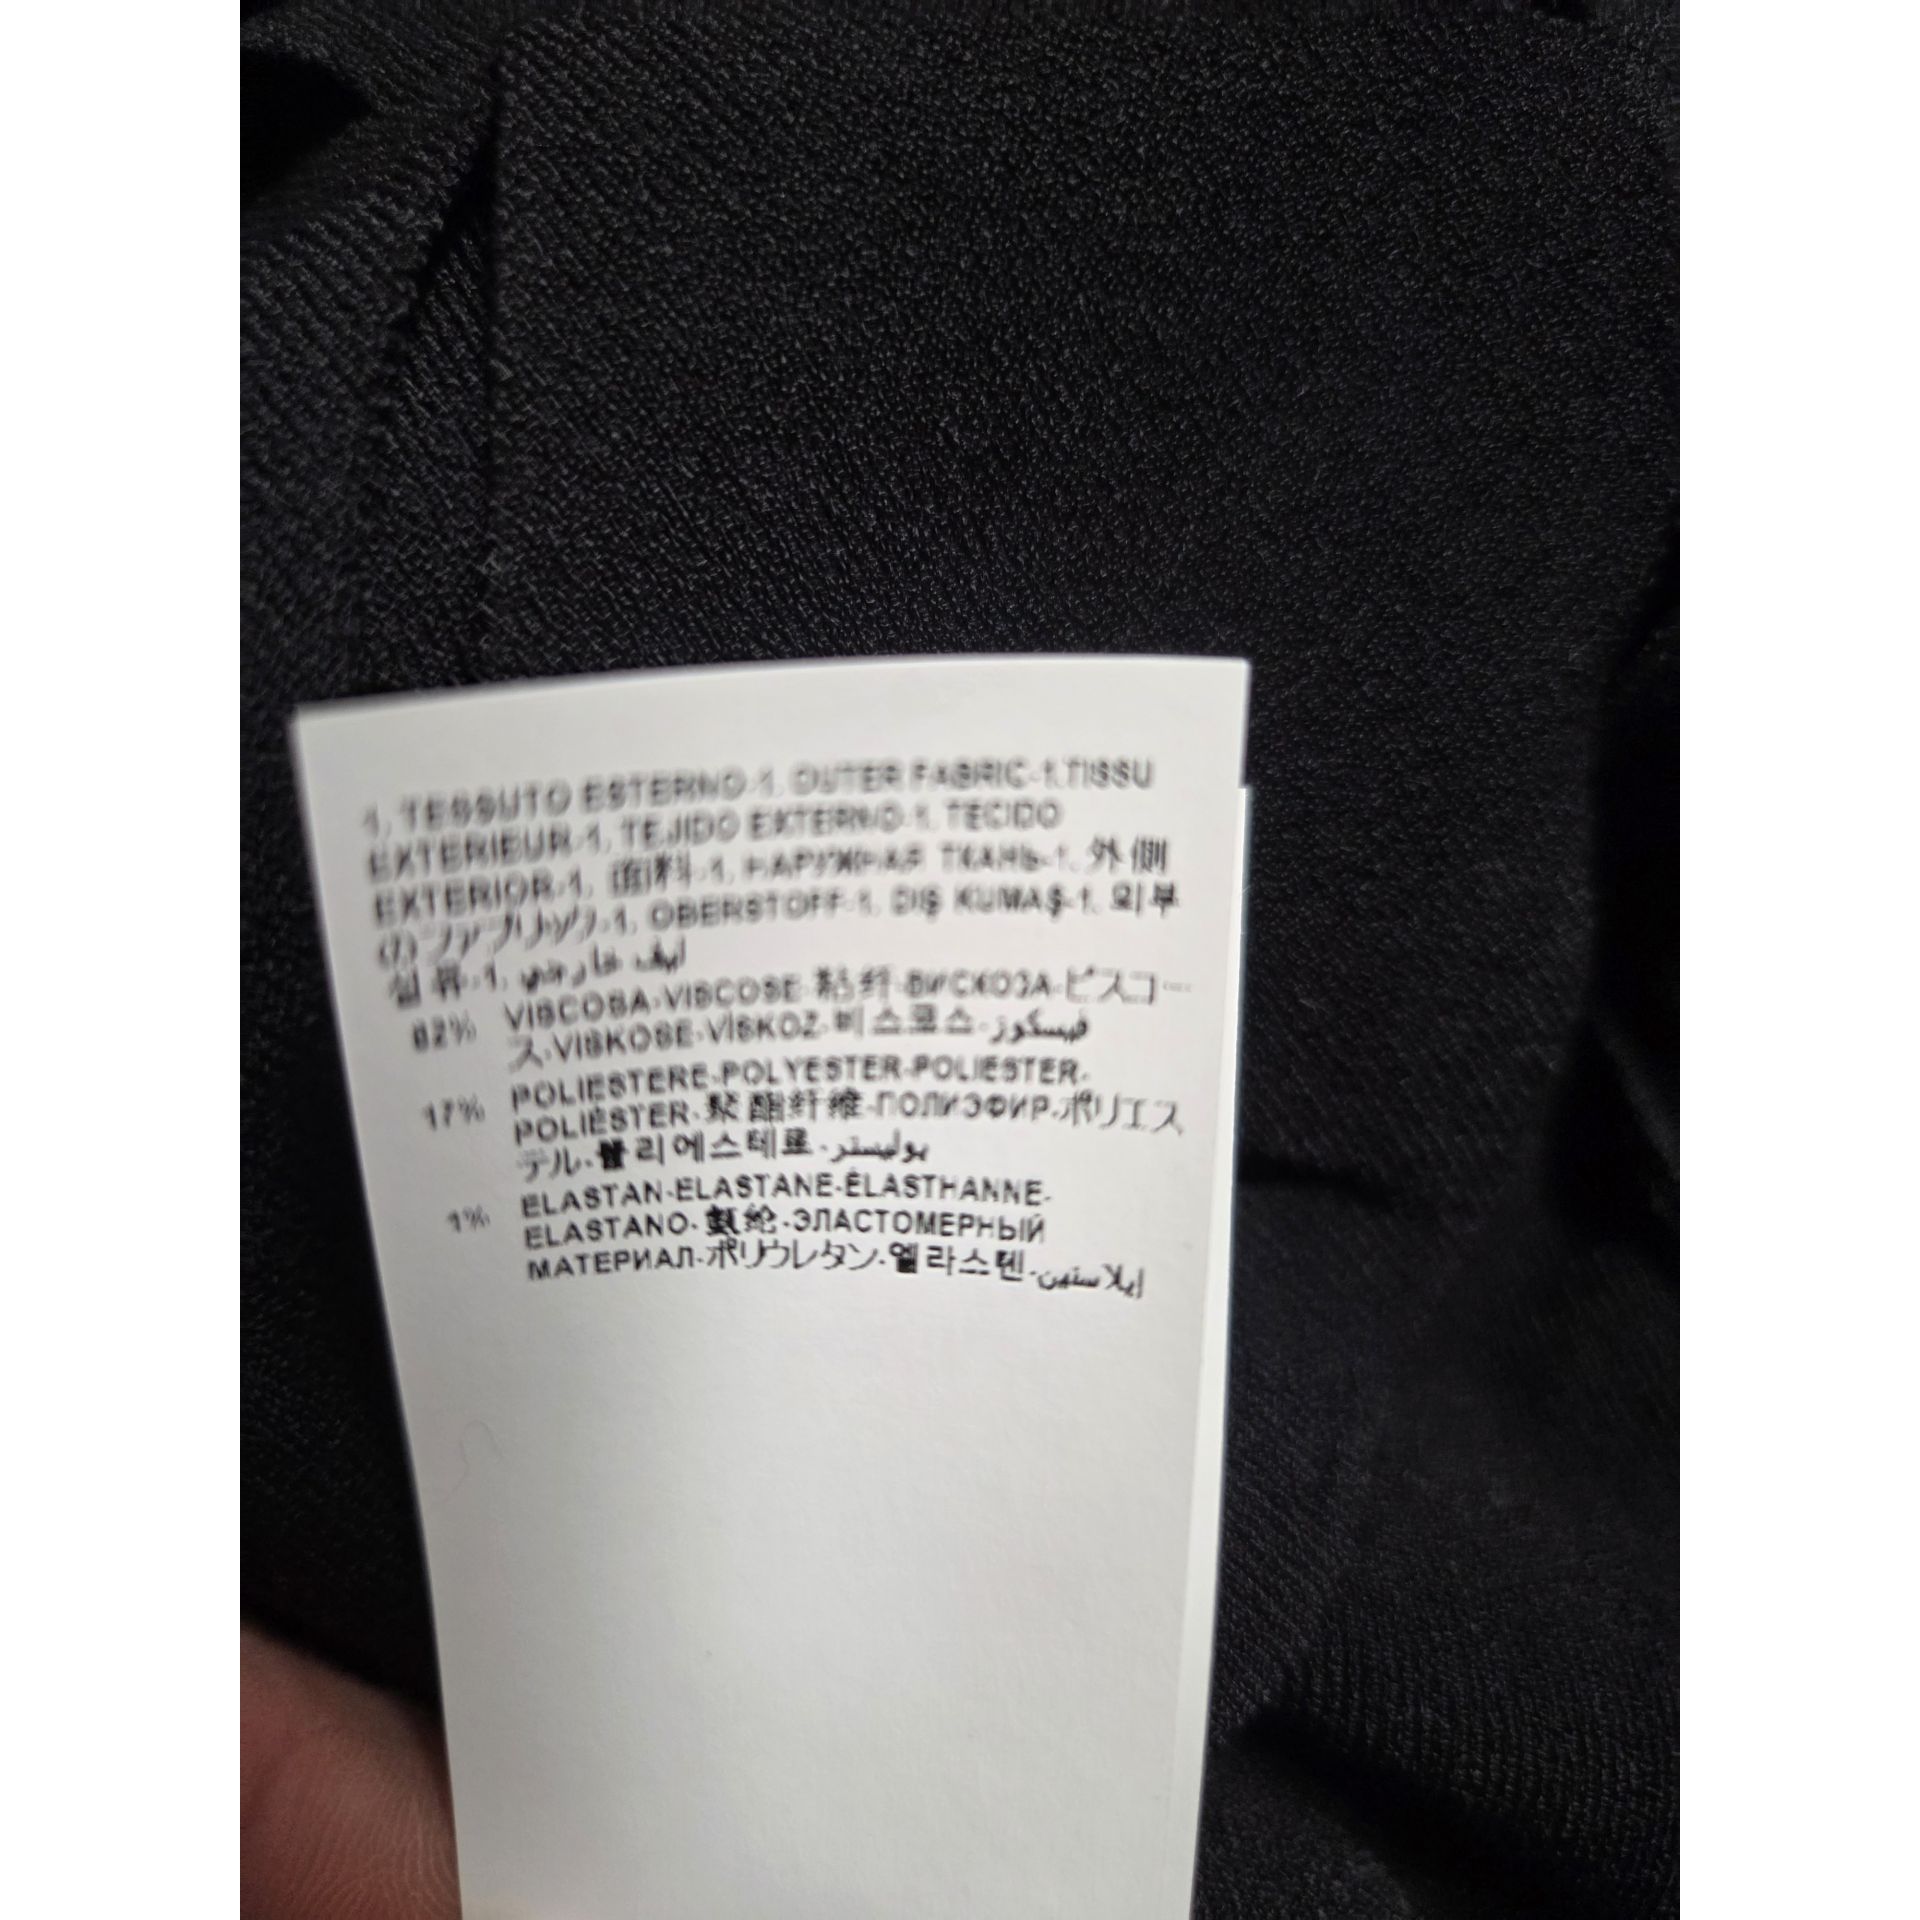 1, TESSUTO ESTERNO-1, OUTER FABRIC-1,TISSU
EXTERIEUR-1, TEJIDO EXTERNO-1, TECIDO
EXTERIOR-1, 面料-1, НАРУЖНАЯ ТКАНЬ-1, 外側
のファブリック-1, OBERSTOFF-1, DIŞ KUMAŞ-1, 외부
-1, ليف خارجي
82% VISCOSA-VISCOSE-粘纤-ВИСКОЗА-ビスコー
ス-VISKOSE-VİSKOZ-비스코스-فيسكوز
17% POLIESTERE-POLYESTER-POLIÉSTER-
POLIÉSTER-聚酯纤维-ПОЛИЭФИР-ポリエス
テル-폴리에스테르-بوليستر
1% ELASTAN-ELASTANE-ÉLASTHANNE-
ELASTANO-氨纶-ЭЛАСТОМЕРНЫЙ
МАТЕРИАЛ-ポリウレタン-엘라스텐-إيلاستين